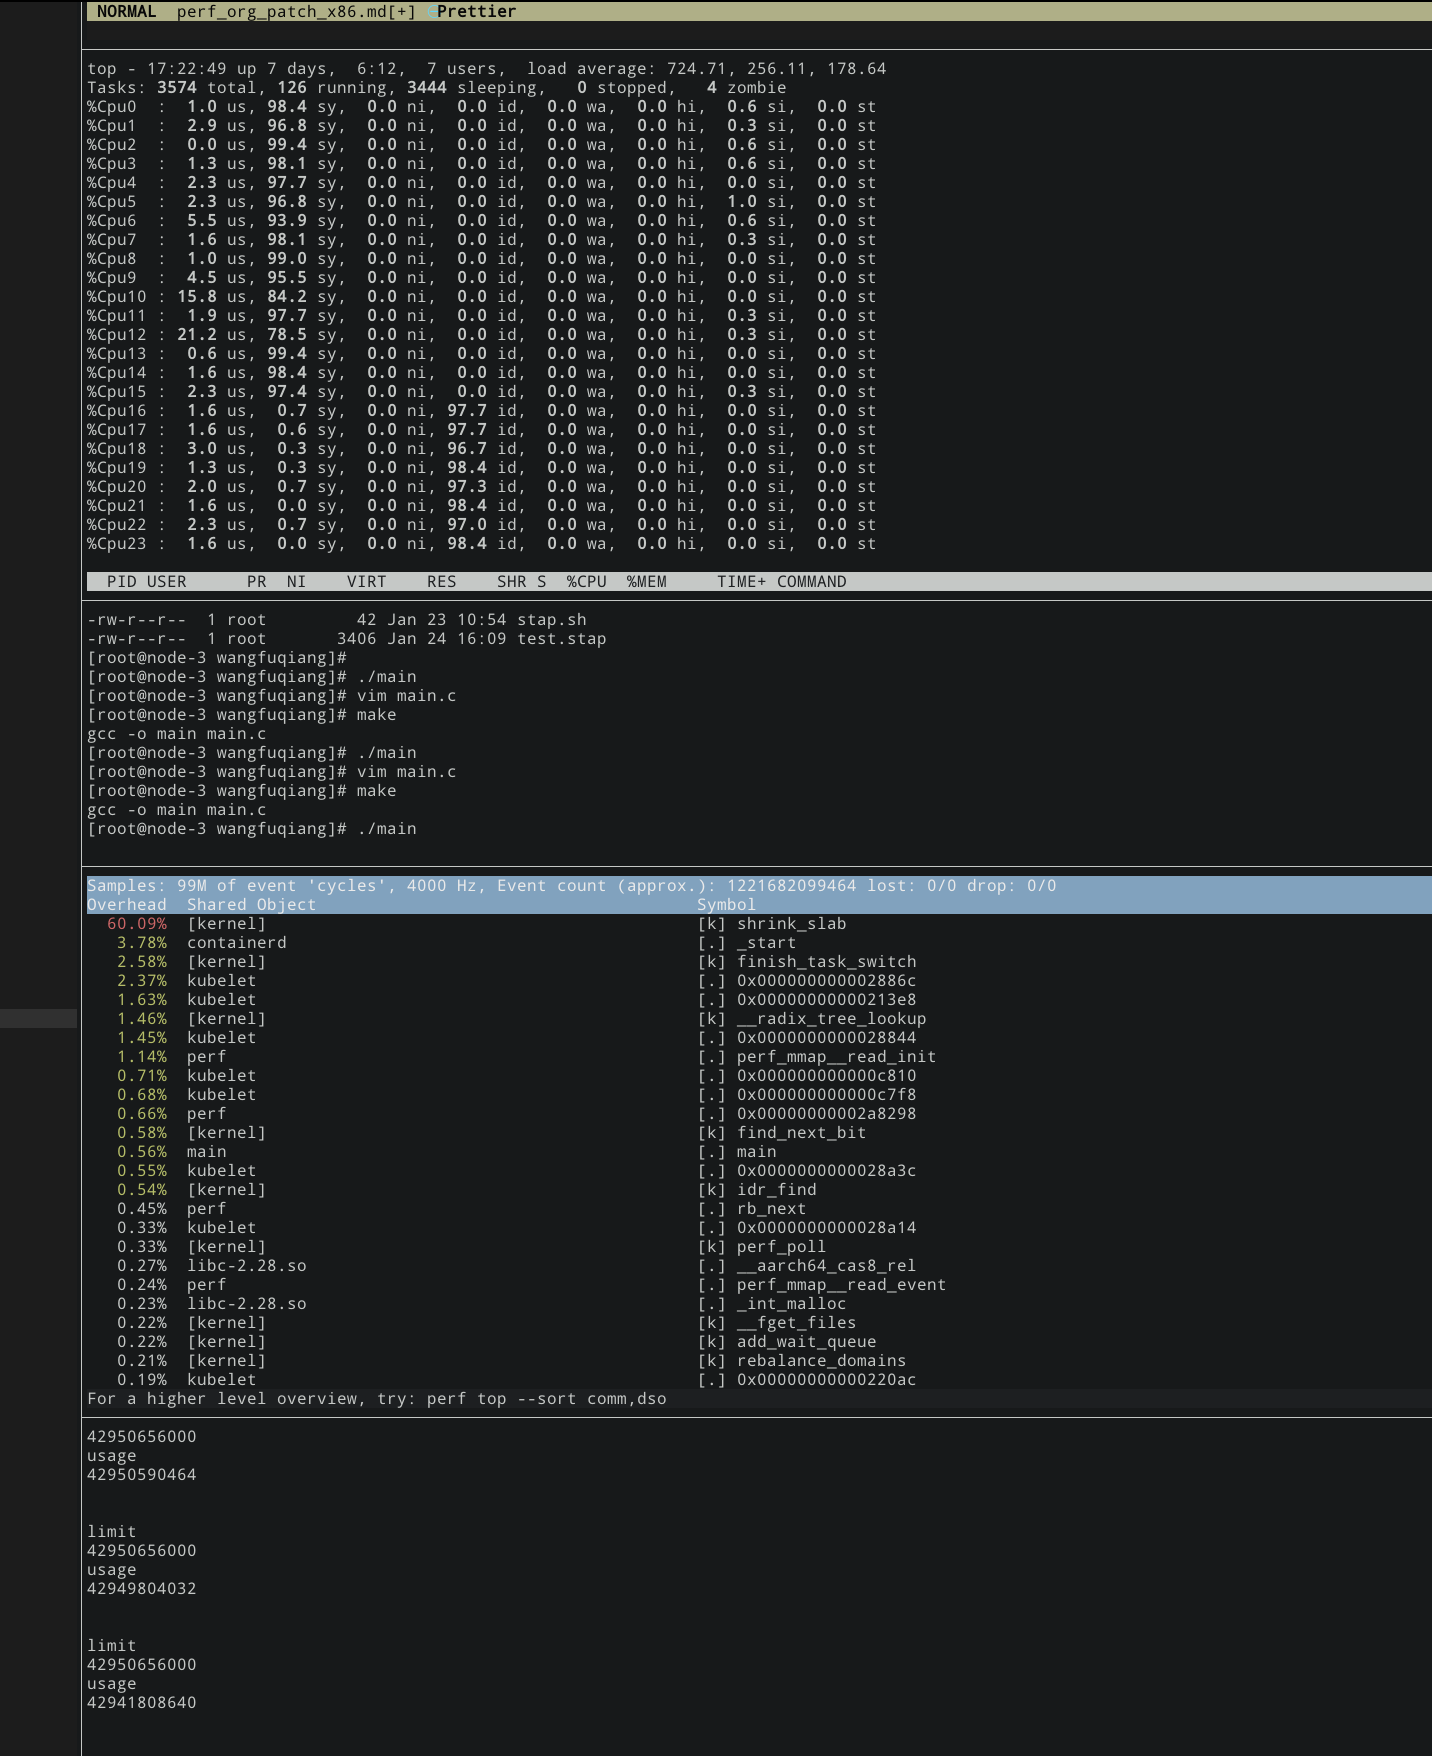 NORMAL  perf_org_patch_x86.md[+] Prettier
top - 17:22:49 up 7 days,  6:12,  7 users,  load average: 724.71, 256.11, 178.64
Tasks: 3574 total, 126 running, 3444 sleeping,   0 stopped,   4 zombie
%Cpu0  :  1.0 us, 98.4 sy,  0.0 ni,  0.0 id,  0.0 wa,  0.0 hi,  0.6 si,  0.0 st
%Cpu1  :  2.9 us, 96.8 sy,  0.0 ni,  0.0 id,  0.0 wa,  0.0 hi,  0.3 si,  0.0 st
%Cpu2  :  0.0 us, 99.4 sy,  0.0 ni,  0.0 id,  0.0 wa,  0.0 hi,  0.6 si,  0.0 st
%Cpu3  :  1.3 us, 98.1 sy,  0.0 ni,  0.0 id,  0.0 wa,  0.0 hi,  0.6 si,  0.0 st
%Cpu4  :  2.3 us, 97.7 sy,  0.0 ni,  0.0 id,  0.0 wa,  0.0 hi,  0.0 si,  0.0 st
%Cpu5  :  2.3 us, 96.8 sy,  0.0 ni,  0.0 id,  0.0 wa,  0.0 hi,  1.0 si,  0.0 st
%Cpu6  :  5.5 us, 93.9 sy,  0.0 ni,  0.0 id,  0.0 wa,  0.0 hi,  0.6 si,  0.0 st
%Cpu7  :  1.6 us, 98.1 sy,  0.0 ni,  0.0 id,  0.0 wa,  0.0 hi,  0.3 si,  0.0 st
%Cpu8  :  1.0 us, 99.0 sy,  0.0 ni,  0.0 id,  0.0 wa,  0.0 hi,  0.0 si,  0.0 st
%Cpu9  :  4.5 us, 95.5 sy,  0.0 ni,  0.0 id,  0.0 wa,  0.0 hi,  0.0 si,  0.0 st
%Cpu10 : 15.8 us, 84.2 sy,  0.0 ni,  0.0 id,  0.0 wa,  0.0 hi,  0.0 si,  0.0 st
%Cpu11 :  1.9 us, 97.7 sy,  0.0 ni,  0.0 id,  0.0 wa,  0.0 hi,  0.3 si,  0.0 st
%Cpu12 : 21.2 us, 78.5 sy,  0.0 ni,  0.0 id,  0.0 wa,  0.0 hi,  0.3 si,  0.0 st
%Cpu13 :  0.6 us, 99.4 sy,  0.0 ni,  0.0 id,  0.0 wa,  0.0 hi,  0.0 si,  0.0 st
%Cpu14 :  1.6 us, 98.4 sy,  0.0 ni,  0.0 id,  0.0 wa,  0.0 hi,  0.0 si,  0.0 st
%Cpu15 :  2.3 us, 97.4 sy,  0.0 ni,  0.0 id,  0.0 wa,  0.0 hi,  0.3 si,  0.0 st
%Cpu16 :  1.6 us,  0.7 sy,  0.0 ni, 97.7 id,  0.0 wa,  0.0 hi,  0.0 si,  0.0 st
%Cpu17 :  1.6 us,  0.6 sy,  0.0 ni, 97.7 id,  0.0 wa,  0.0 hi,  0.0 si,  0.0 st
%Cpu18 :  3.0 us,  0.3 sy,  0.0 ni, 96.7 id,  0.0 wa,  0.0 hi,  0.0 si,  0.0 st
%Cpu19 :  1.3 us,  0.3 sy,  0.0 ni, 98.4 id,  0.0 wa,  0.0 hi,  0.0 si,  0.0 st
%Cpu20 :  2.0 us,  0.7 sy,  0.0 ni, 97.3 id,  0.0 wa,  0.0 hi,  0.0 si,  0.0 st
%Cpu21 :  1.6 us,  0.0 sy,  0.0 ni, 98.4 id,  0.0 wa,  0.0 hi,  0.0 si,  0.0 st
%Cpu22 :  2.3 us,  0.7 sy,  0.0 ni, 97.0 id,  0.0 wa,  0.0 hi,  0.0 si,  0.0 st
%Cpu23 :  1.6 us,  0.0 sy,  0.0 ni, 98.4 id,  0.0 wa,  0.0 hi,  0.0 si,  0.0 st
PID USER      PR  NI    VIRT    RES    SHR S  %CPU  %MEM     TIME+ COMMAND
-rw-r--r--  1 root         42 Jan 23 10:54 stap.sh
-rw-r--r--  1 root       3406 Jan 24 16:09 test.stap
[root@node-3 wangfuqiang]#
[root@node-3 wangfuqiang]# ./main
[root@node-3 wangfuqiang]# vim main.c
[root@node-3 wangfuqiang]# make
gcc -o main main.c
[root@node-3 wangfuqiang]# ./main
[root@node-3 wangfuqiang]# vim main.c
[root@node-3 wangfuqiang]# make
gcc -o main main.c
[root@node-3 wangfuqiang]# ./main
Samples: 99M of event 'cycles', 4000 Hz, Event count (approx.): 1221682099464 lost: 0/0 drop: 0/0
Overhead  Shared Object  Symbol
60.09%  [kernel]  [k] shrink_slab
3.78%  containerd  [.] _start
2.58%  [kernel]  [k] finish_task_switch
2.37%  kubelet  [.] 0x000000000002886c
1.63%  kubelet  [.] 0x00000000000213e8
1.46%  [kernel]  [k] __radix_tree_lookup
1.45%  kubelet  [.] 0x0000000000028844
1.14%  perf  [.] perf_mmap__read_init
0.71%  kubelet  [.] 0x000000000000c810
0.68%  kubelet  [.] 0x000000000000c7f8
0.66%  perf  [.] 0x00000000002a8298
0.58%  [kernel]  [k] find_next_bit
0.56%  main  [.] main
0.55%  kubelet  [.] 0x0000000000028a3c
0.54%  [kernel]  [k] idr_find
0.45%  perf  [.] rb_next
0.33%  kubelet  [.] 0x0000000000028a14
0.33%  [kernel]  [k] perf_poll
0.27%  libc-2.28.so  [.] __aarch64_cas8_rel
0.24%  perf  [.] perf_mmap__read_event
0.23%  libc-2.28.so  [.] _int_malloc
0.22%  [kernel]  [k] __fget_files
0.22%  [kernel]  [k] add_wait_queue
0.21%  [kernel]  [k] rebalance_domains
0.19%  kubelet  [.] 0x00000000000220ac
For a higher level overview, try: perf top --sort comm,dso
42950656000
usage
42950590464
limit
42950656000
usage
42949804032
limit
42950656000
usage
42941808640